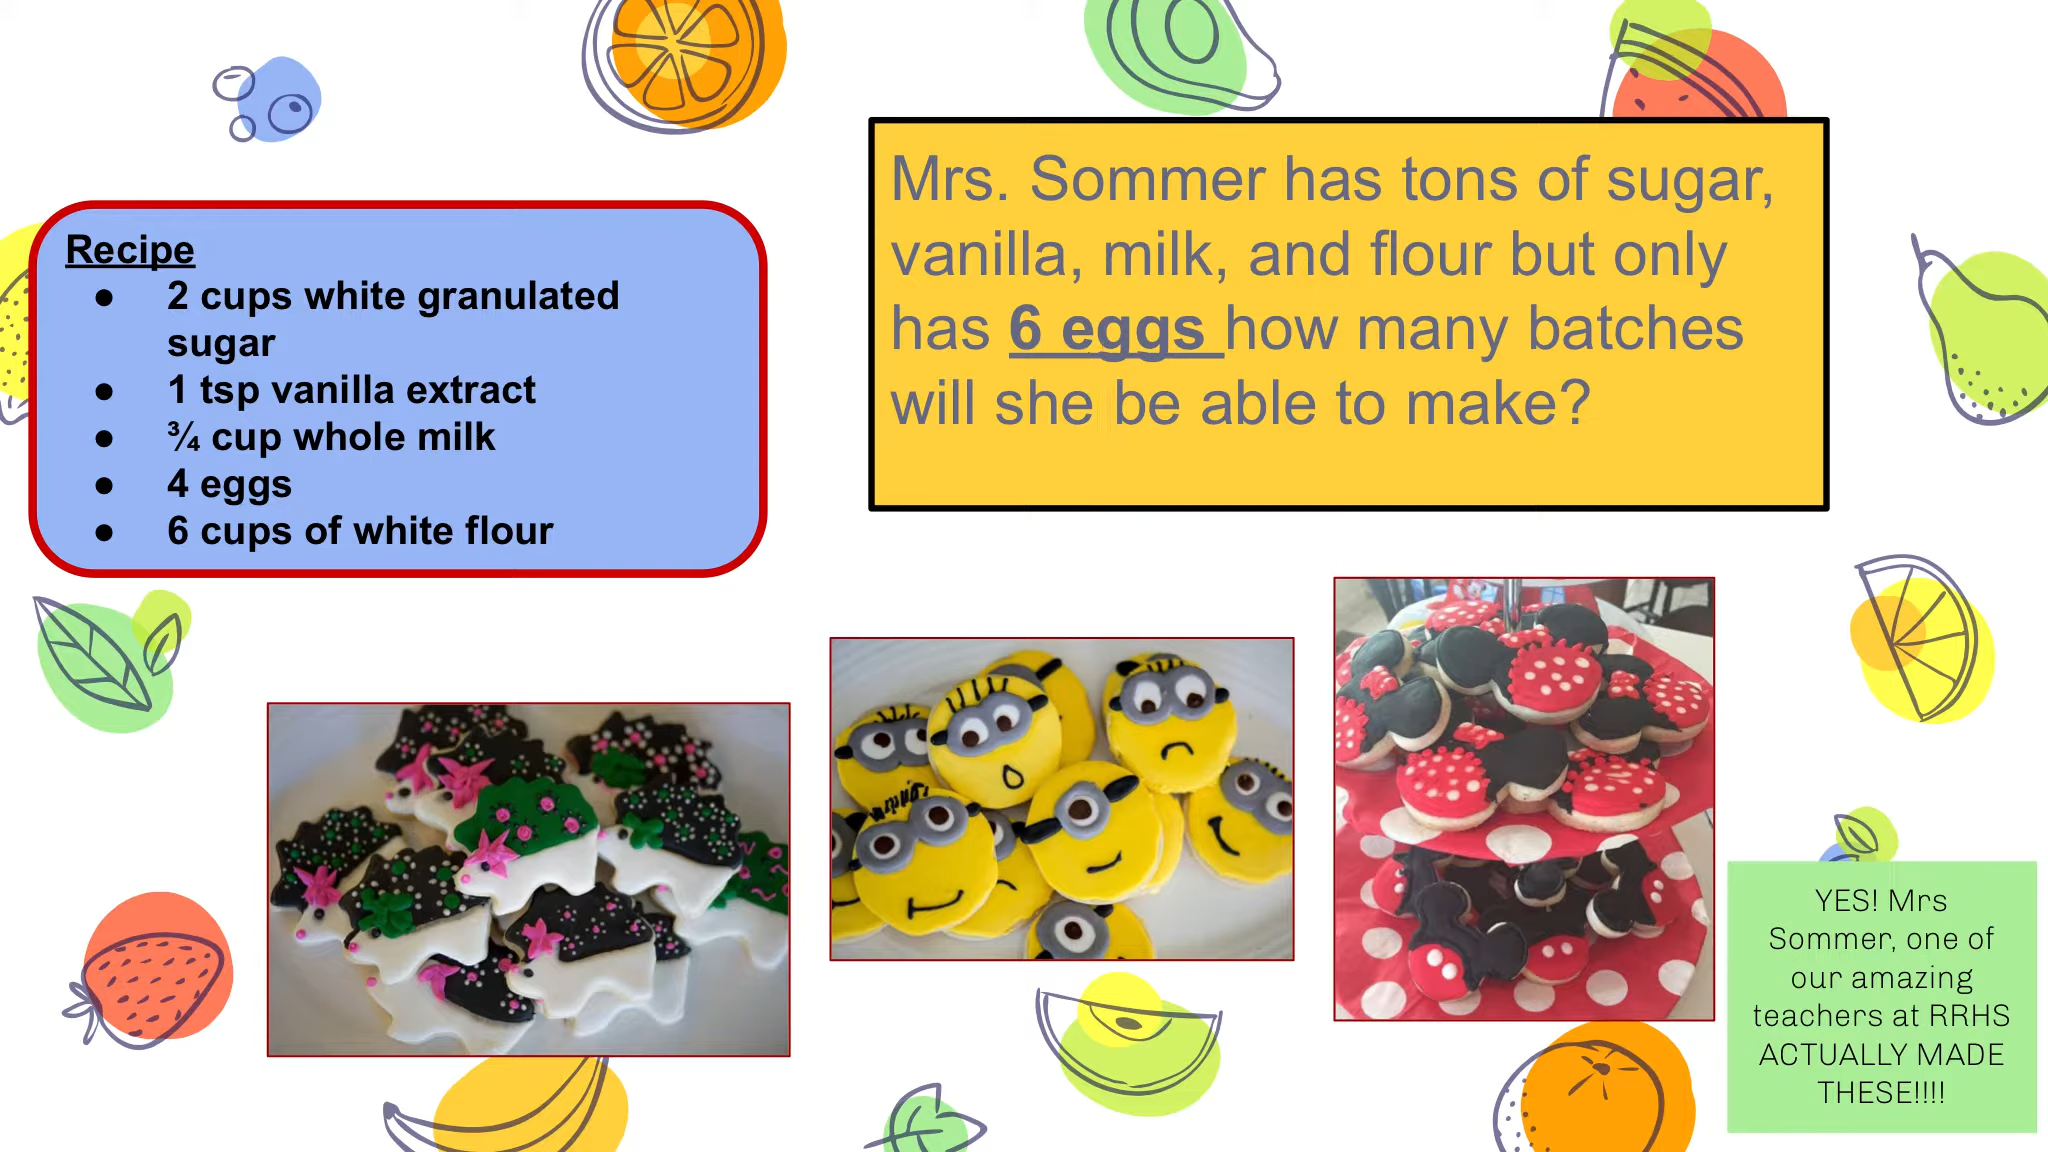 Recipe
● 2 cups white granulated
sugar
● 1 tsp vanilla extract
● ¾ cup whole milk
● 4 eggs
● 6 cups of white flour
Mrs. Sommer has tons of sugar,
vanilla, milk, and flour but only
has 6 eggs how many batches
will she be able to make?
YES! Mrs
Sommer, one of
our amazing
teachers at RRHS
ACTUALLY MADE
THESE!!!!